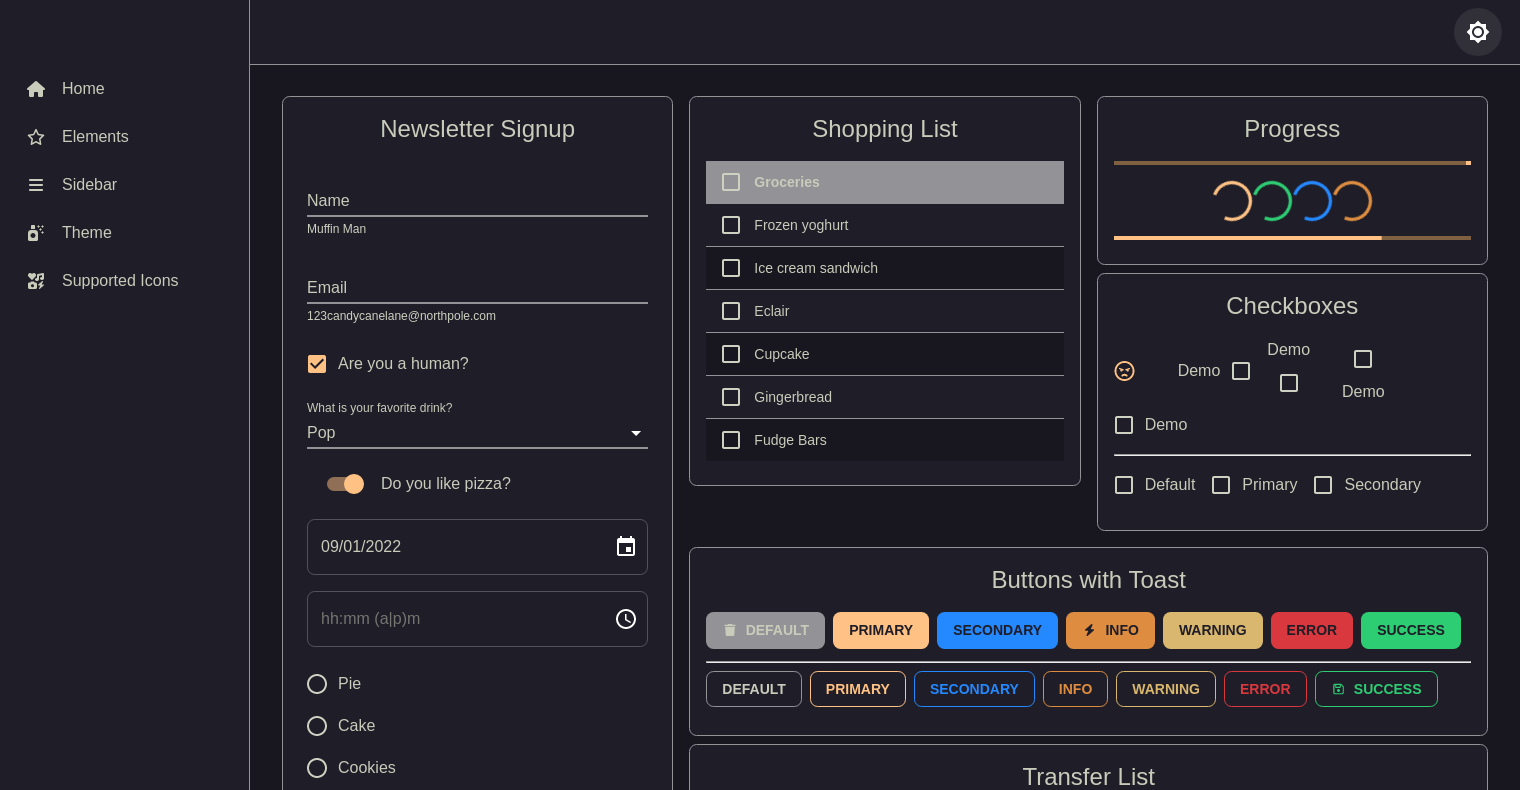 Home
Elements
Sidebar
Theme
Supported Icons
Newsletter Signup
Name
Muffin Man
Email
123candycanelane@northpole.com
Are you a human?
What is your favorite drink?
Pop
Do you like pizza?
09/01/2022
hh:mm (a|p)m
Pie
Cake
Cookies
Shopping List
Groceries
Frozen yoghurt
Ice cream sandwich
Eclair
Cupcake
Gingerbread
Fudge Bars
Progress
Checkboxes
Demo
Demo
Demo
Demo
Default Primary Secondary
Buttons with Toast
DEFAULT PRIMARY SECONDARY INFO WARNING ERROR SUCCESS
DEFAULT PRIMARY SECONDARY INFO WARNING ERROR SUCCESS
Transfer List